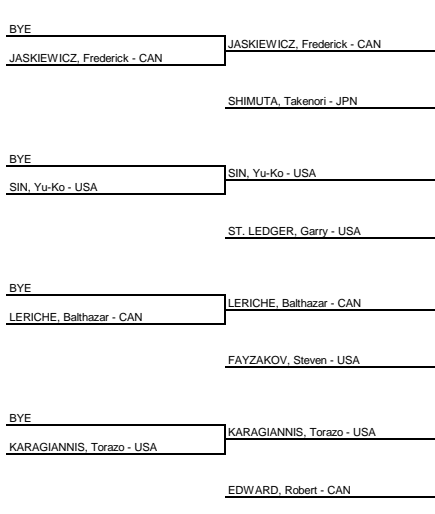 BYE
JASKIEWICZ, Frederick - CAN
JASKIEWICZ, Frederick - CAN
SHIMUTA, Takenori - JPN
BYE
SIN, Yu-Ko - USA
SIN, Yu-Ko - USA
ST. LEDGER, Garry - USA
BYE
LERICHE, Balthazar - CAN
LERICHE, Balthazar - CAN
FAYZAKOV, Steven - USA
BYE
KARAGIANNIS, Torazo - USA
KARAGIANNIS, Torazo - USA
EDWARD, Robert - CAN